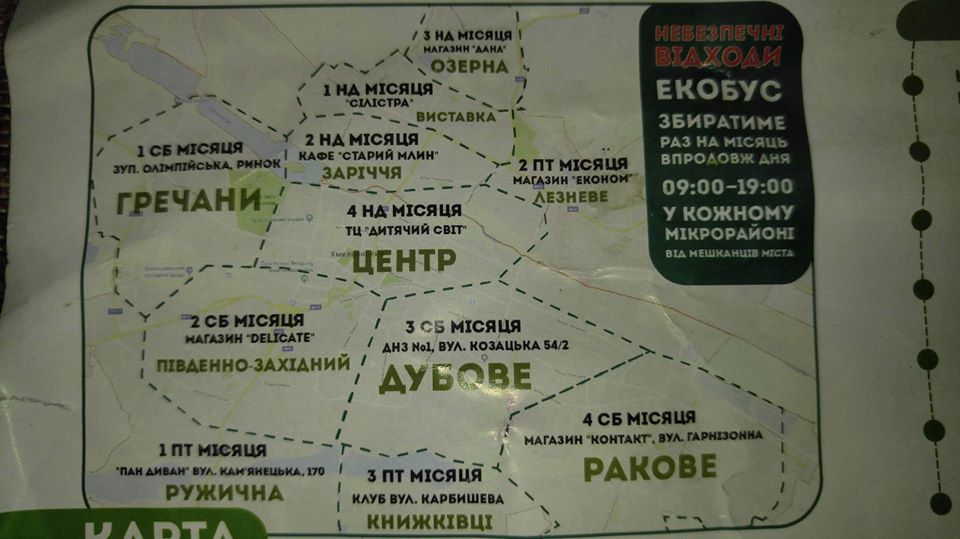 3 НД МІСЯЦЯ
МАГАЗИН "ДАНА"
ОЗЕРНА
1 НД МІСЯЦЯ
"СІЛІСТРА"
ВИСТАВКА
2 НД МІСЯЦЯ
КАФЕ "СТАРИЙ МЛИН"
ЗАРІЧЧЯ
1 СБ МІСЯЦЯ
ЗУП. ОЛІМПІЙСЬКА, РИНОК
ГРЕЧАНИ
2 ПТ МІСЯЦЯ
МАГАЗИН "ЕКОНОМ"
ЛЕЗНЕВЕ
4 НД МІСЯЦЯ
ТЦ "ДИТЯЧИЙ СВІТ"
ЦЕНТР
2 СБ МІСЯЦЯ
МАГАЗИН "DELICATE"
ПІВДЕННО-ЗАХІДНИЙ
3 СБ МІСЯЦЯ
ДНЗ №1, ВУЛ. КОЗАЦЬКА 54/2
ДУБОВЕ
4 СБ МІСЯЦЯ
МАГАЗИН "КОНТАКТ", ВУЛ. ГАРНІЗОННА
РАКОВЕ
1 ПТ МІСЯЦЯ
"ПАН ДИВАН" ВУЛ. КАМ'ЯНЕЦЬКА, 170
РУЖИЧНА
3 ПТ МІСЯЦЯ
КЛУБ ВУЛ. КАРБИШЕВА
КНИЖКІВЦІ
НЕБЕЗПЕЧНІ
ВІДХОДИ
ЕКОБУС
ЗБИРАТИМЕ
РАЗ НА МІСЯЦЬ
ВПРОДОВЖ ДНЯ
09:00–19:00
У КОЖНОМУ
МІКРОРАЙОНІ
ВІД МЕШКАНЦІВ МІСТА
КАРТА